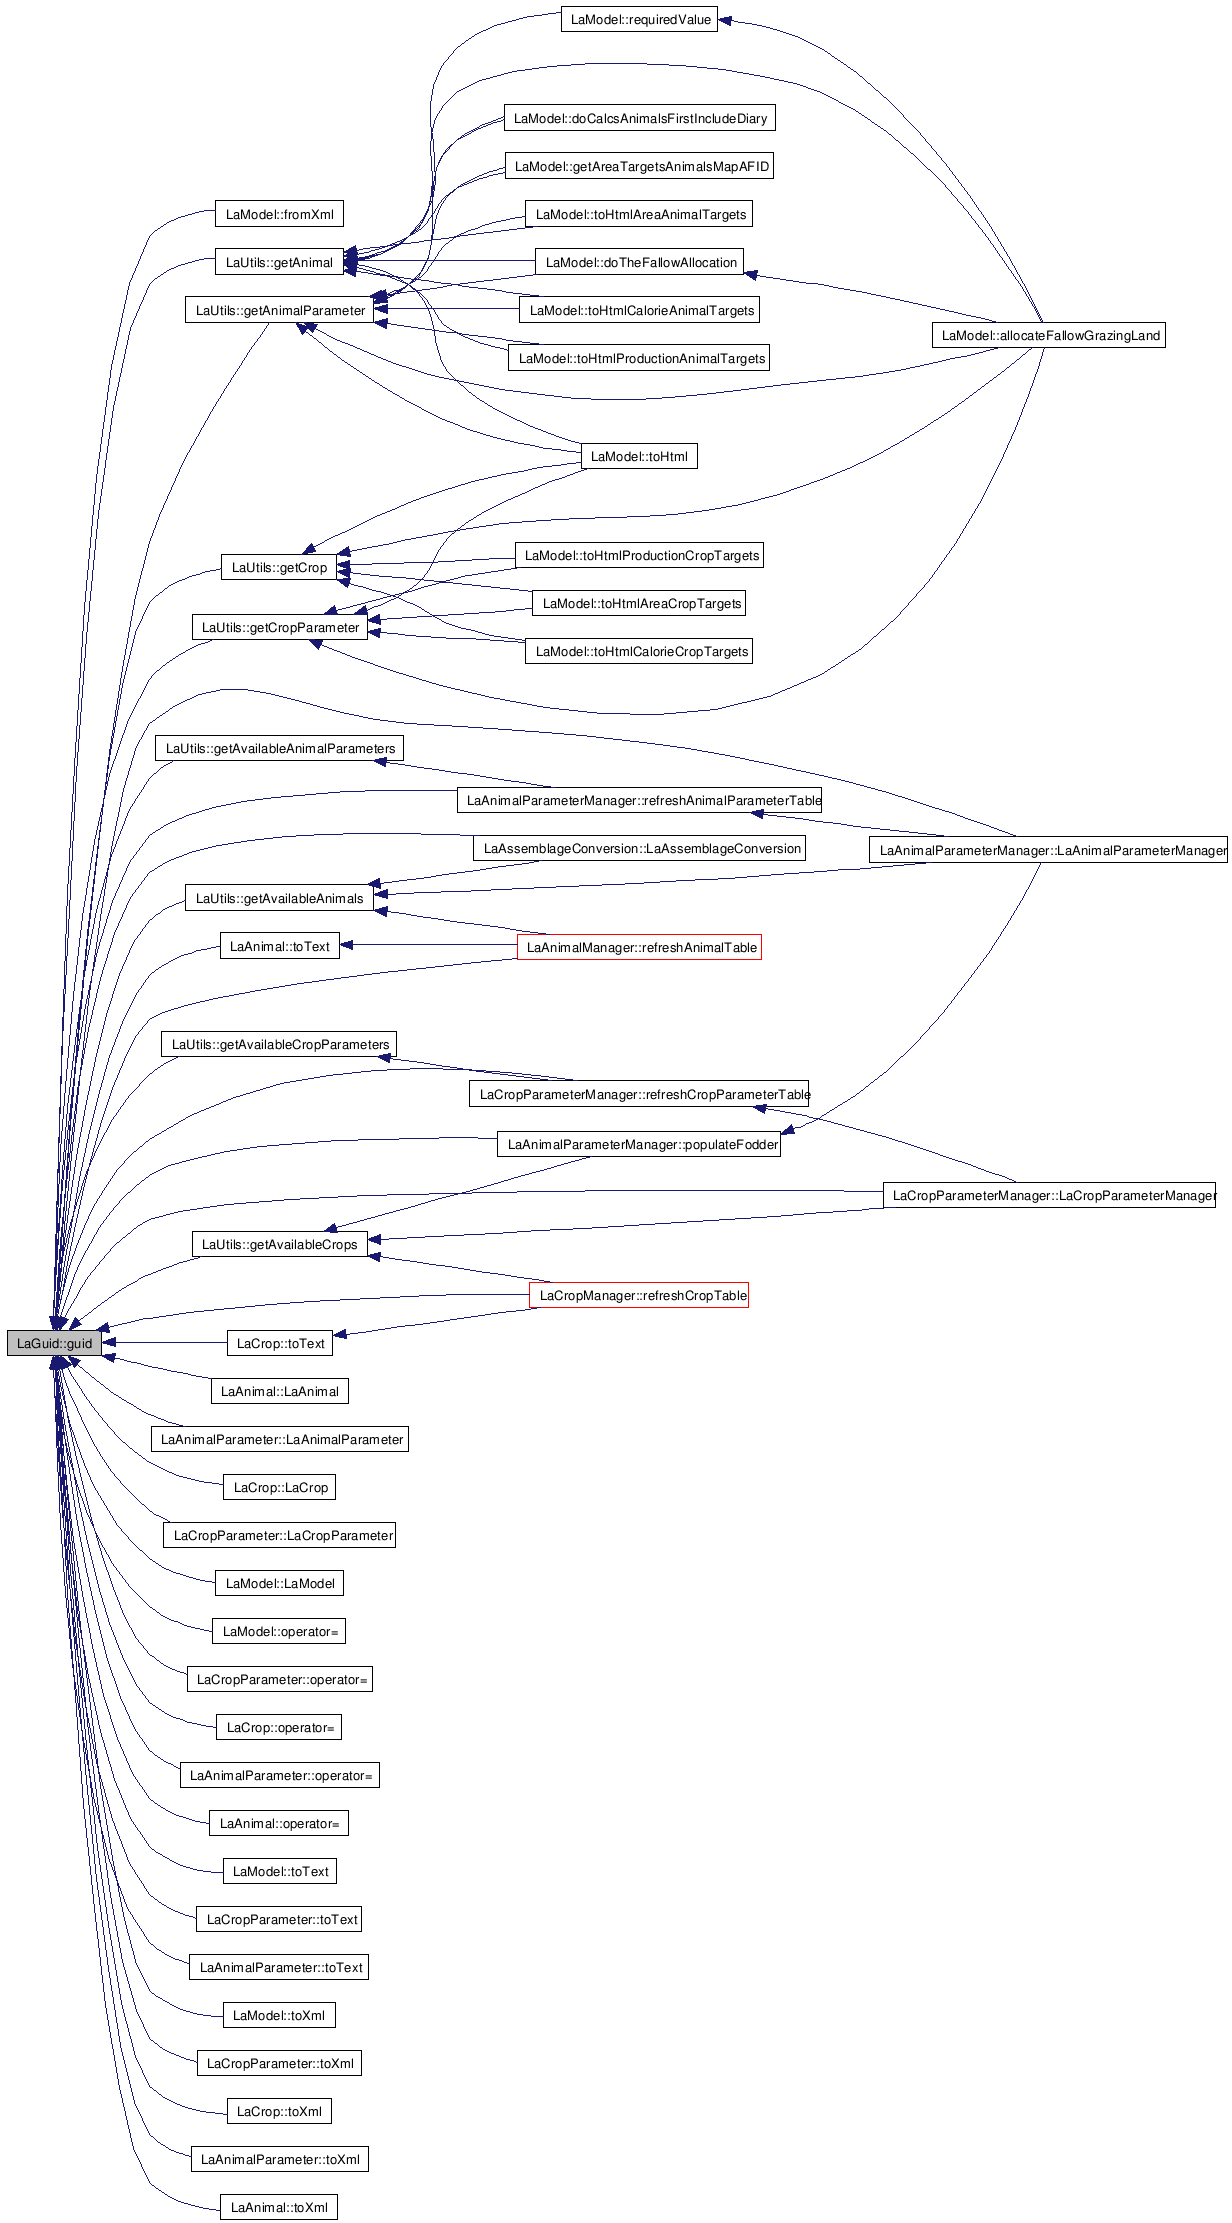 LaModel::requiredValue
LaModel::doCalcsAnimalsFirstIncludeDiary
LaModel::getAreaTargetsAnimalsMapAFID
LaModel::fromXml
LaModel::toHtmlAreaAnimalTargets
LaUtils::getAnimal
LaModel::doTheFallowAllocation
LaUtils::getAnimalParameter
LaModel::toHtmlCalorieAnimalTargets
LaModel::allocateFallowGrazingLand
LaModel::toHtmlProductionAnimalTargets
LaModel::toHtml
LaUtils::getCrop
LaModel::toHtmlProductionCropTargets
LaModel::toHtmlAreaCropTargets
LaUtils::getCropParameter
LaModel::toHtmlCalorieCropTargets
LaUtils::getAvailableAnimalParameters
LaAnimalParameterManager::refreshAnimalParameterTable
LaAssemblageConversion::LaAssemblageConversion
LaAnimalParameterManager::LaAnimalParameterManager
LaUtils::getAvailableAnimals
LaAnimal::toText
LaAnimalManager::refreshAnimalTable
LaUtils::getAvailableCropParameters
LaCropParameterManager::refreshCropParameterTable
LaAnimalParameterManager::populateFodder
LaCropParameterManager::LaCropParameterManager
LaUtils::getAvailableCrops
LaCropManager::refreshCropTable
LaGuid::guid
LaCrop::toText
LaAnimal::LaAnimal
LaAnimalParameter::LaAnimalParameter
LaCrop::LaCrop
LaCropParameter::LaCropParameter
LaModel::LaModel
LaModel::operator=
LaCropParameter::operator=
LaCrop::operator=
LaAnimalParameter::operator=
LaAnimal::operator=
LaModel::toText
LaCropParameter::toText
LaAnimalParameter::toText
LaModel::toXml
LaCropParameter::toXml
LaCrop::toXml
LaAnimalParameter::toXml
LaAnimal::toXml